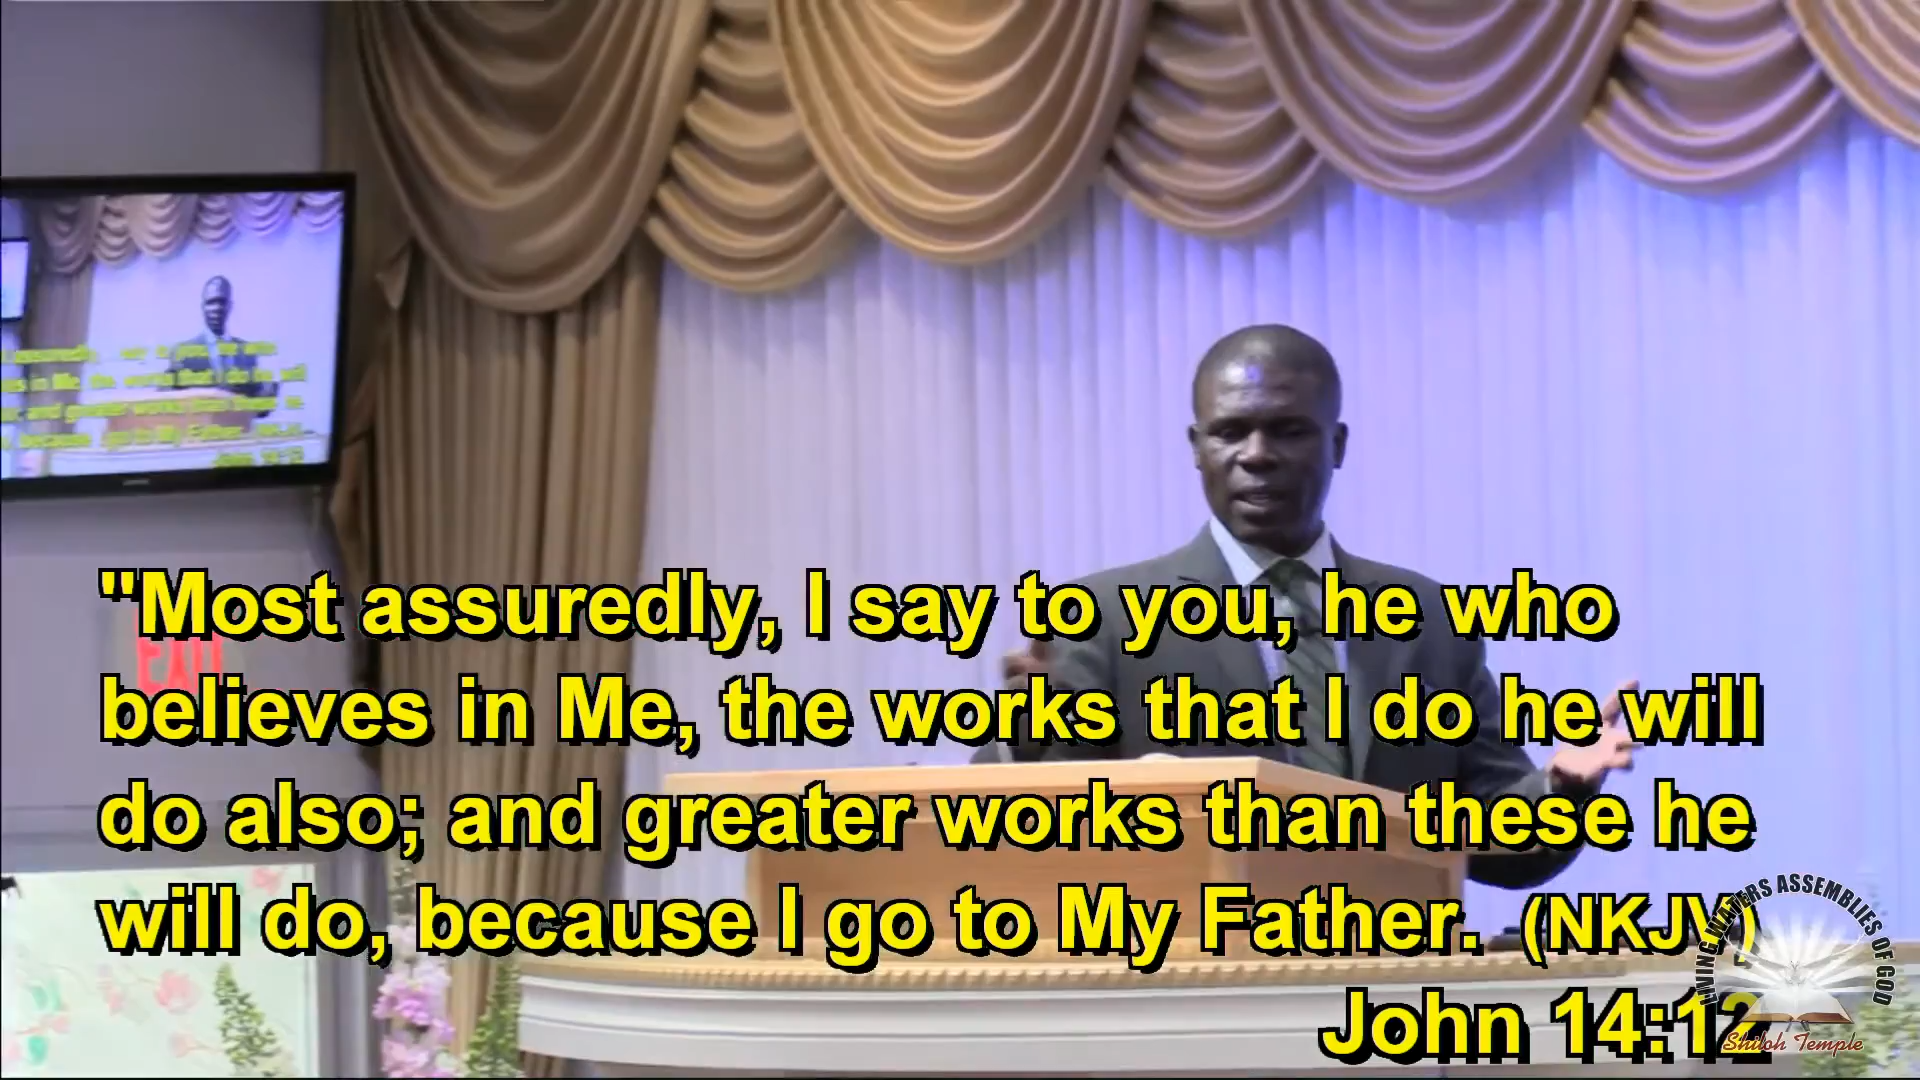 "Most assuredly, I say to you, he who
believes in Me, the works that I do he will
do also; and greater works than these he
will do, because I go to My Father. (NKJV)
John 14:12
EXIT
LIVING WATERS ASSEMBLIES OF GOD
Shiloh Temple